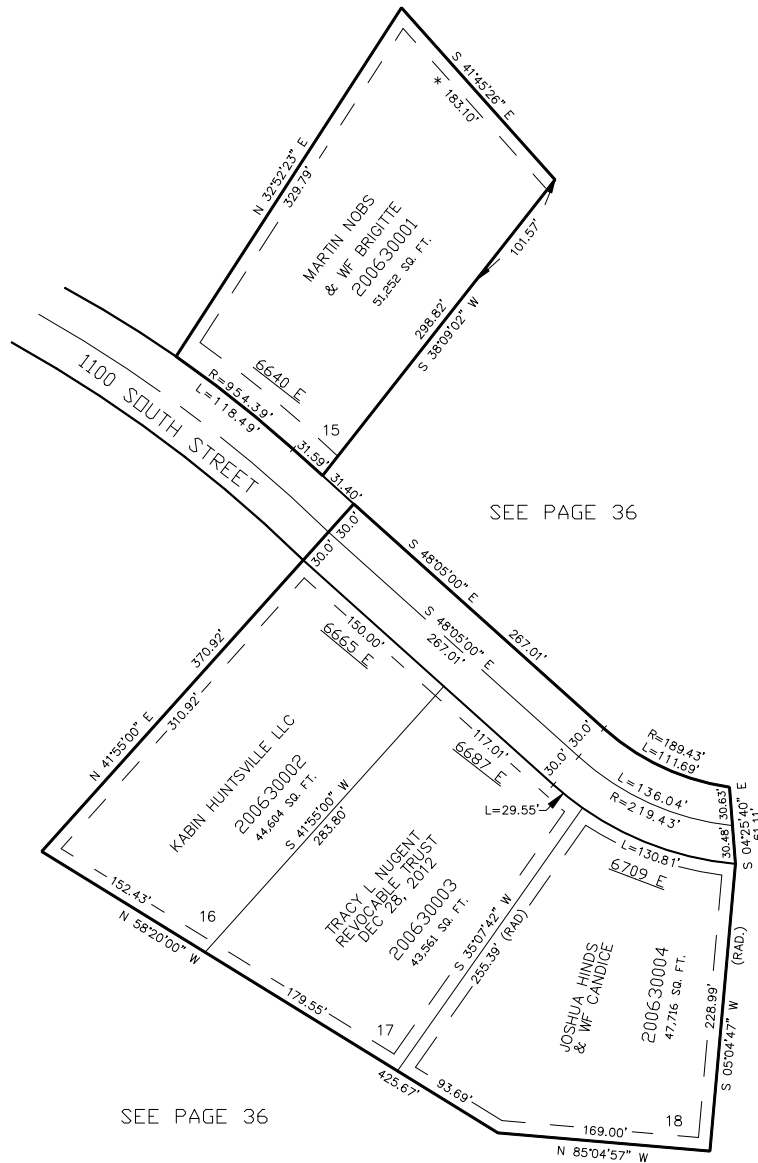 S 41°45'26" E
* 183.10'
N 32°52'23" E
329.79'
MARTIN NOBS
& WF BRIGITTE
200630001
51,252 SQ. FT.
101.57'
298.82'
S 38°09'02" W
6640 E
R=954.39'
L=118.49'
15
31.59'
31.40'
1100 SOUTH STREET
SEE PAGE 36
30.0'
30.0'
S 48°05'00" E
267.01'
S 48°05'00" E
267.01'
150.00'
6665 E
370.92'
310.92'
N 41°55'00" E
KABIN HUNTSVILLE LLC
200630002
44,604 SQ. FT.
S 41°55'00" W
283.80'
117.01'
6687 E
30.0'
30.0'
R=189.43'
L=111.69'
L=136.04'
R=219.43'
30.63'
30.48'
S 04°25'40" E
61.11'
L=29.55'
L=130.81'
6709 E
TRACY L NUGENT
REVOCABLE TRUST
DEC 28, 2012
200630003
43,561 SQ. FT.
S 35°07'42" W
255.39' (RAD)
JOSHUA HINDS
& WF CANDICE
200630004
47,716 SQ. FT.
228.99'
S 05°04'47" W (RAD.)
152.43'
16
N 58°20'00" W
179.55'
17
425.67'
93.69'
169.00'
18
N 85°04'57" W
SEE PAGE 36